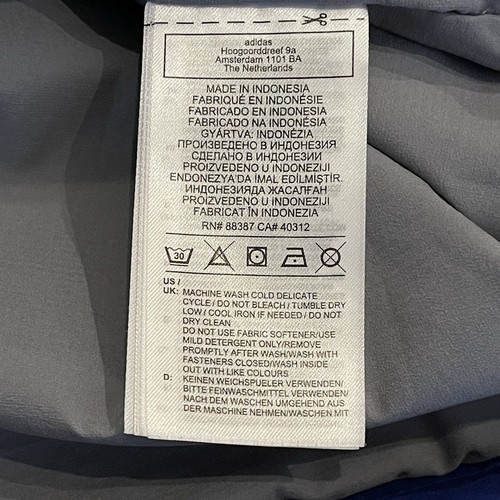 adidas
Hoogoorddreef 9a
Amsterdam 1101 BA
The Netherlands
MADE IN INDONESIA
FABRIQUÉ EN INDONÉSIE
FABRICADO EN INDONESIA
FABRICADO NA INDONÉSIA
GYÁRTVA: INDONÉZIA
ПРОИЗВЕДЕНО В ИНДОНЕЗИЯ
СДЕЛАНО В ИНДОНЕЗИИ
PROIZVEDENO U INDONEZIJI
ENDONEZYA'DA İMAL EDİLMİŞTİR.
ИНДОНЕЗИЯДА ЖАСАЛҒАН
PROIZVEDENO U INDONEZIJI
FABRICAT ÎN INDONEZIA
RN# 88387 CA# 40312
30
US /
UK: MACHINE WASH COLD DELICATE
CYCLE / DO NOT BLEACH / TUMBLE DRY
LOW / COOL IRON IF NEEDED / DO NOT
DRY CLEAN
DO NOT USE FABRIC SOFTENER/USE
MILD DETERGENT ONLY/REMOVE
PROMPTLY AFTER WASH/WASH WITH
FASTENERS CLOSED/WASH INSIDE
OUT WITH LIKE COLOURS
D: KEINEN WEICHSPUELER VERWENDEN/
BITTE FEINWASCHMITTEL VERWENDEN/
NACH DEM WASCHEN UMGEHEND AUS
DER MASCHINE NEHMEN/WASCHEN MIT